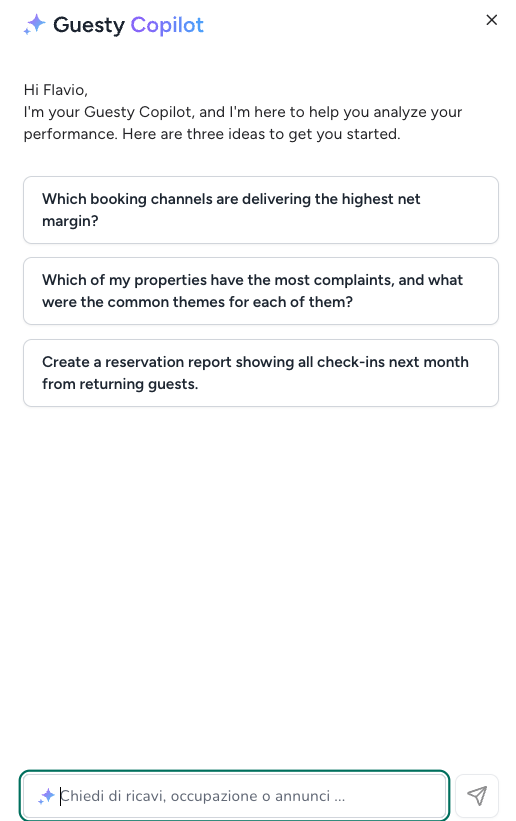 Guesty Copilot
Hi Flavio,
I'm your Guesty Copilot, and I'm here to help you analyze your
performance. Here are three ideas to get you started.
Which booking channels are delivering the highest net
margin?
Which of my properties have the most complaints, and what
were the common themes for each of them?
Create a reservation report showing all check-ins next month
from returning guests.
Chiedi di ricavi, occupazione o annunci ...